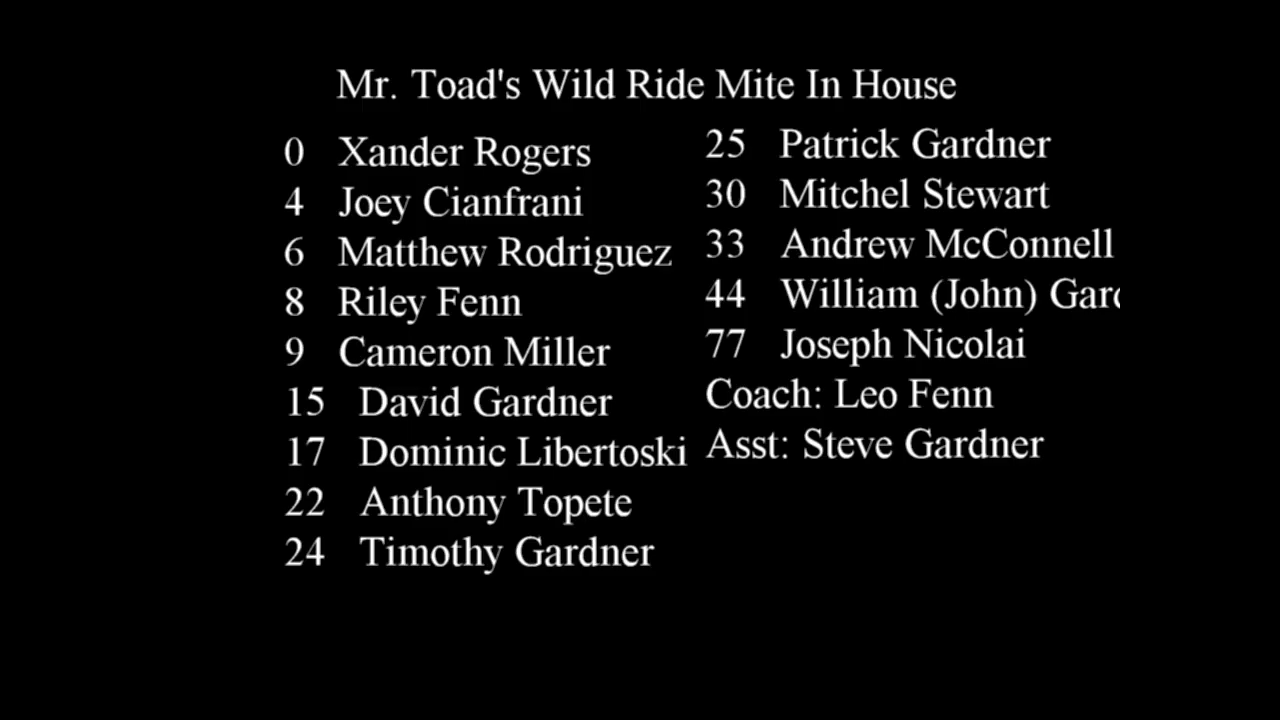 Mr. Toad's Wild Ride Mite In House
0 Xander Rogers
4 Joey Cianfrani
6 Matthew Rodriguez
8 Riley Fenn
9 Cameron Miller
15 David Gardner
17 Dominic Libertoski
22 Anthony Topete
24 Timothy Gardner
25 Patrick Gardner
30 Mitchel Stewart
33 Andrew McConnell
44 William (John)
77 Joseph Nicolai
Coach: Leo Fenn
Asst: Steve Gardner